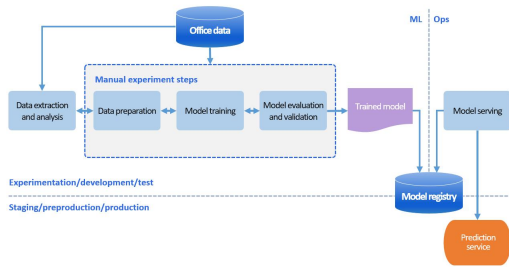 Office data
ML
Ops
Manual experiment steps
Data extraction
and analysis
Data preparation
Model training
Model evaluation
and validation
Trained model
Model serving
Experimentation/development/test
Model registry
Staging/preproduction/production
Prediction
service